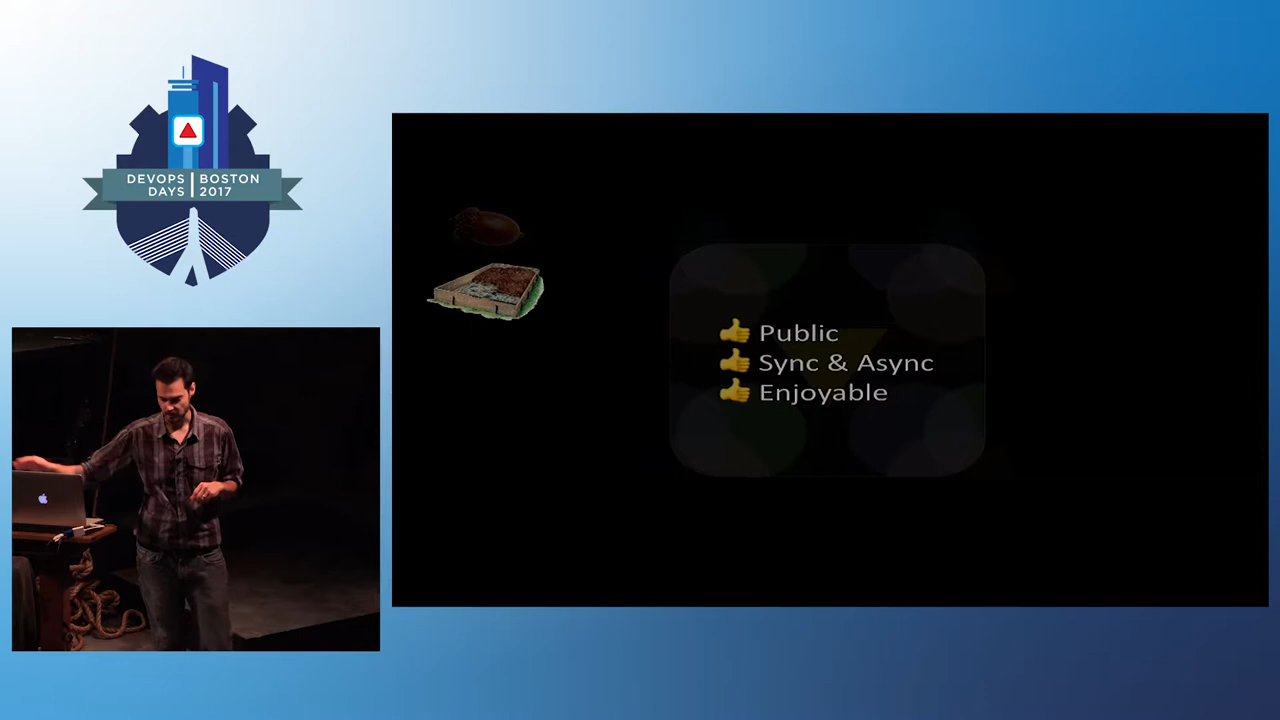 DEVOPS DAYS
BOSTON 2017
Public
Sync & Async
Enjoyable